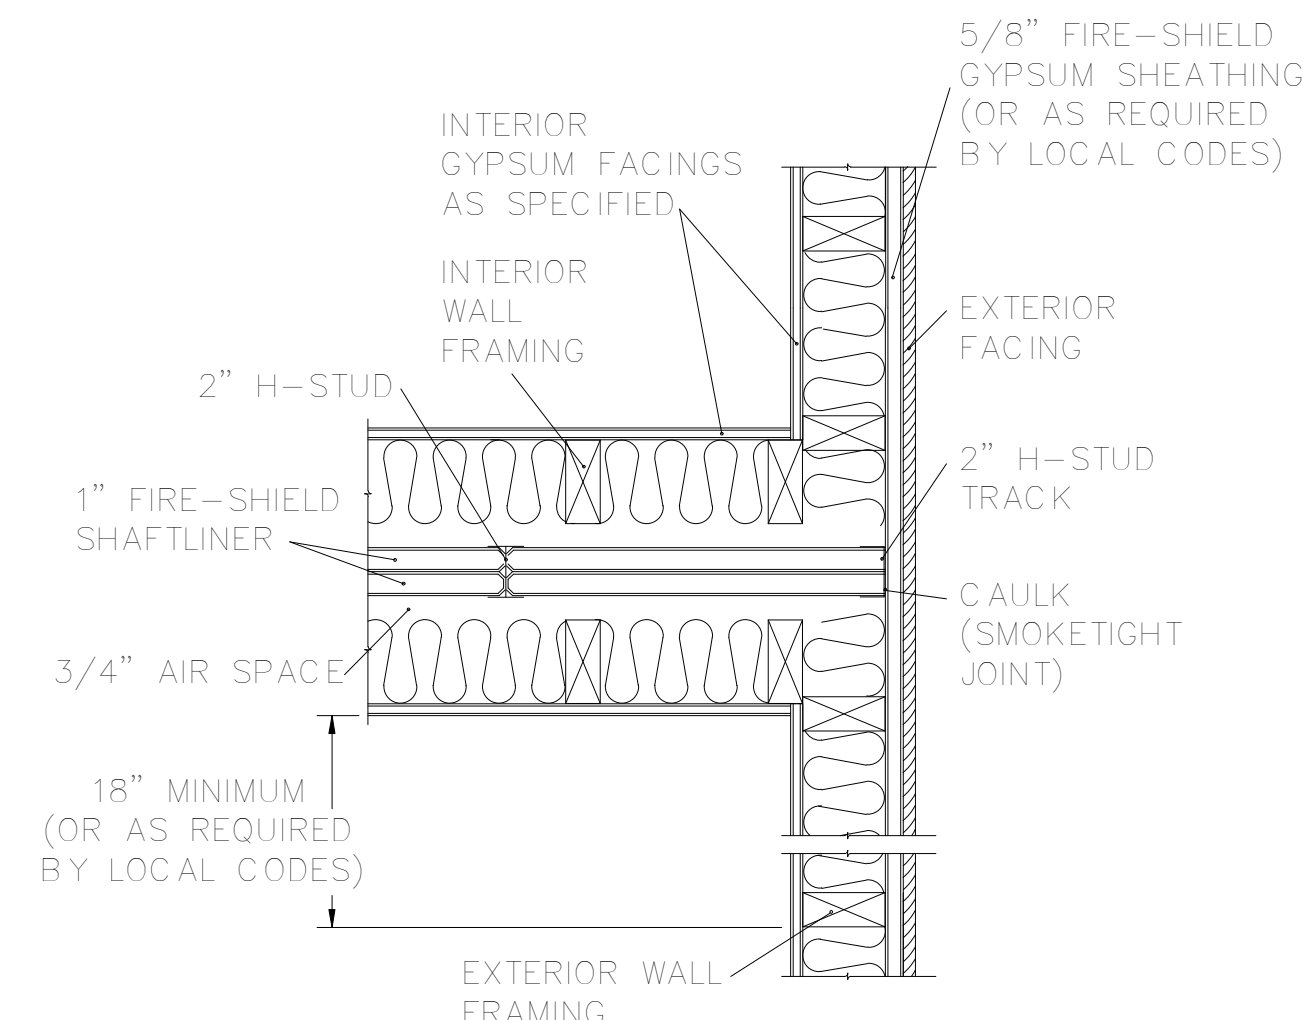 5/8” FIRE-SHIELD
GYPSUM SHEATHING
(OR AS REQUIRED
BY LOCAL CODES)
INTERIOR
GYPSUM FACINGS
AS SPECIFIED
INTERIOR
WALL
FRAMING
EXTERIOR
FACING
2” H-STUD
2” H-STUD
TRACK
1” FIRE-SHIELD
SHAFTLINER
CAULK
(SMOKETIGHT
JOINT)
3/4” AIR SPACE
18” MINIMUM
(OR AS REQUIRED
BY LOCAL CODES)
EXTERIOR WALL
FRAMING